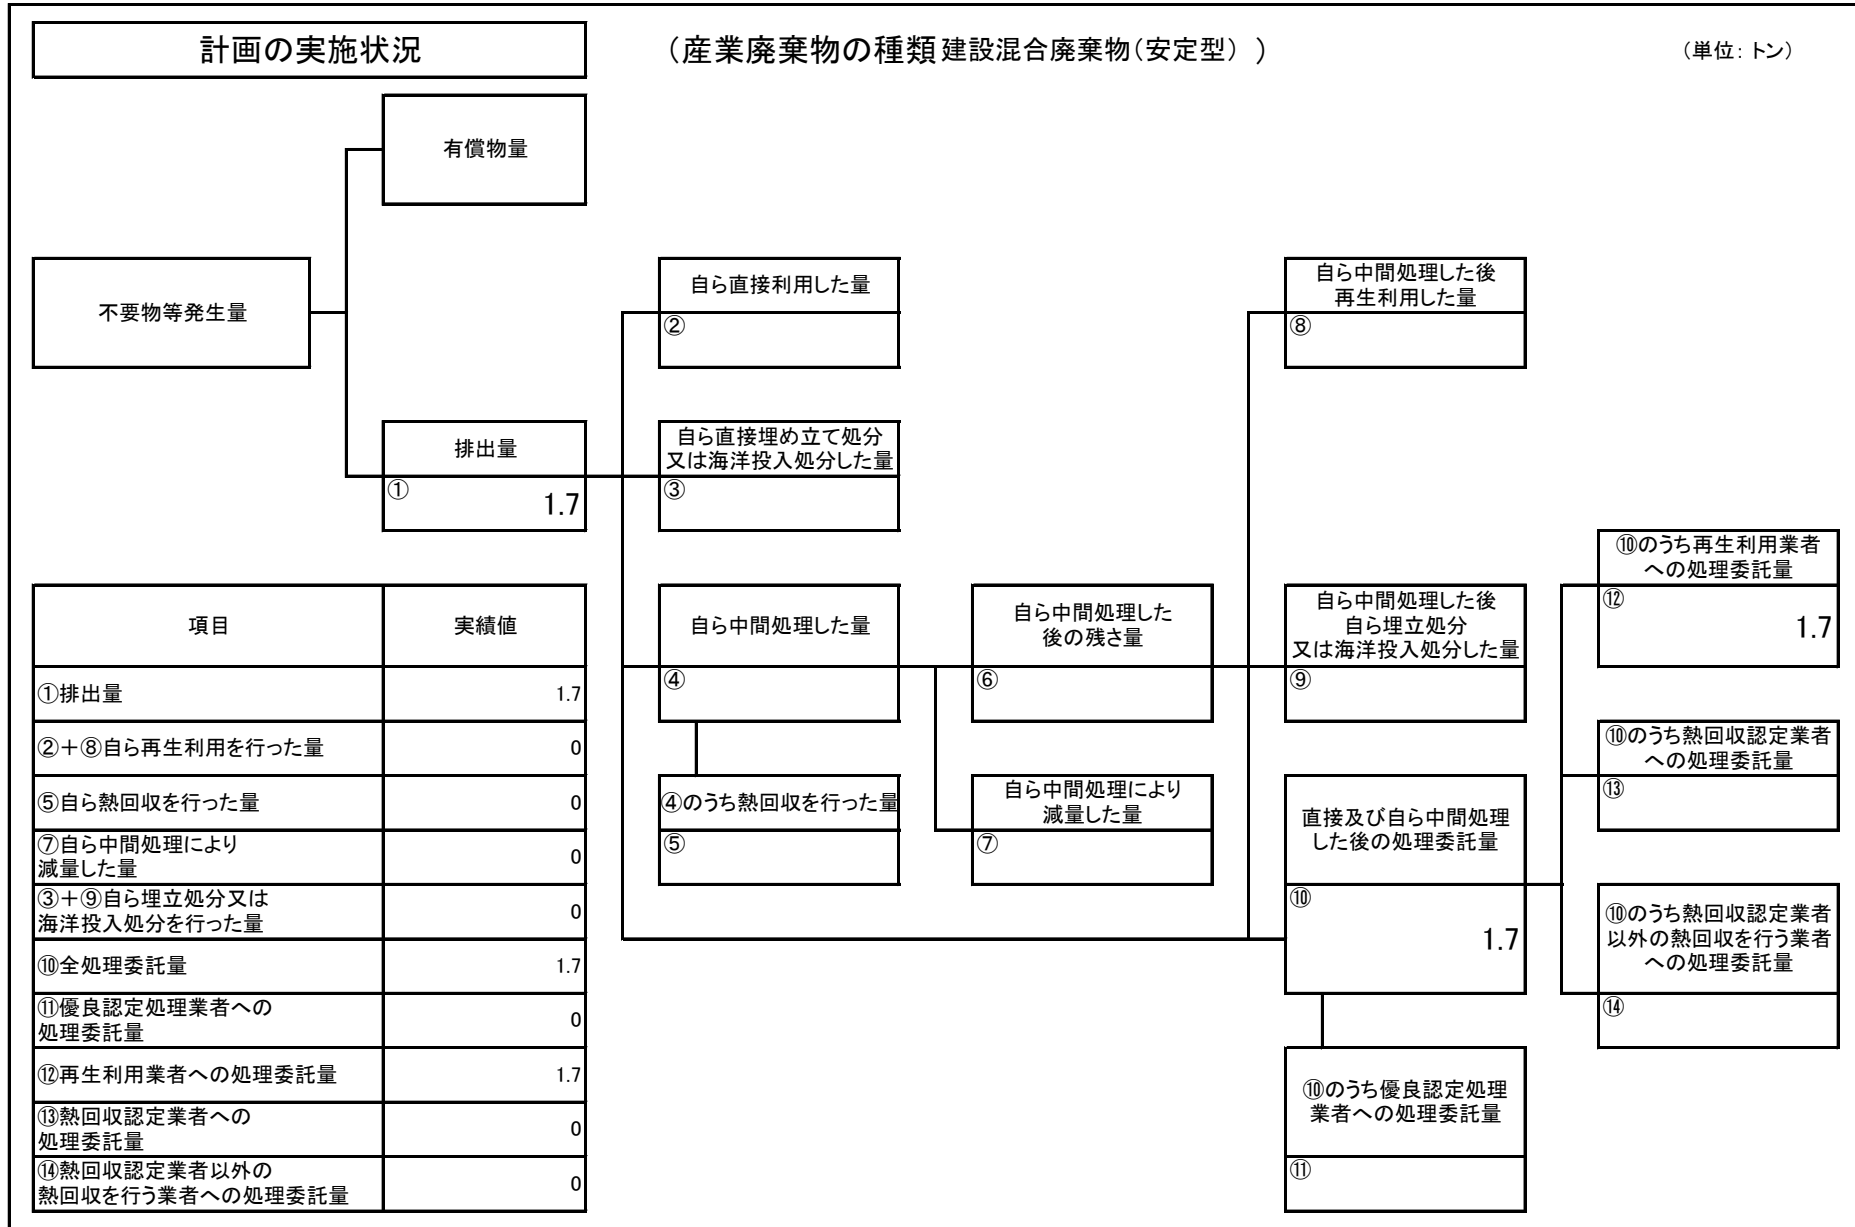 計画の実施状況
（産業廃棄物の種類 建設混合廃棄物（安定型） ）
（単位：トン）
有償物量
不要物等発生量
自ら直接利用した量
②
自ら中間処理した後
再生利用した量
⑧
排出量
①
1.7
自ら直接埋め立て処分
又は海洋投入処分した量
③
⑩のうち再生利用業者
への処理委託量
⑫
1.7
自ら中間処理した量
④
自ら中間処理した
後の残さ量
⑥
自ら中間処理した後
自ら埋立処分
又は海洋投入処分した量
⑨
⑩のうち熱回収認定業者
への処理委託量
⑬
④のうち熱回収を行った量
⑤
自ら中間処理により
減量した量
⑦
直接及び自ら中間処理
した後の処理委託量
⑩
1.7
⑩のうち熱回収認定業者
以外の熱回収を行う業者
への処理委託量
⑭
⑩のうち優良認定処理
業者への処理委託量
⑪
項目 実績値
①排出量 1.7
②＋⑧自ら再生利用を行った量 0
⑤自ら熱回収を行った量 0
⑦自ら中間処理により
減量した量 0
③＋⑨自ら埋立処分又は
海洋投入処分を行った量 0
⑩全処理委託量 1.7
⑪優良認定処理業者への
処理委託量 0
⑫再生利用業者への処理委託量 1.7
⑬熱回収認定業者への
処理委託量 0
⑭熱回収認定業者以外の
熱回収を行う業者への処理委託量 0